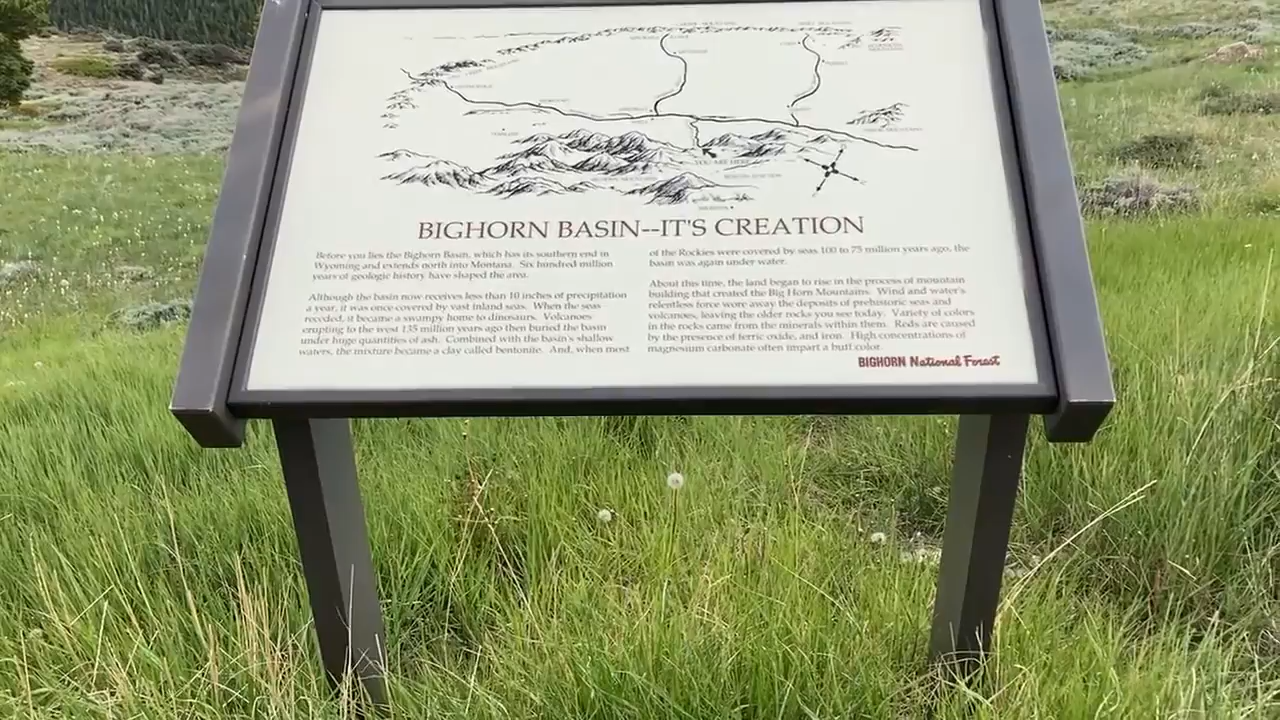 YOU ARE HERE
BIGHORN BASIN--IT'S CREATION
Before you lies the Bighorn Basin, which has its southern end in
Wyoming and extends north into Montana. Six hundred million
years of geologic history have shaped the area.
Although the basin now receives less than 10 inches of precipitation
a year, it was once covered by vast inland seas. When the seas
receded, it became a swampy home to dinosaurs. Volcanoes
erupting to the west 135 million years ago then buried the basin
under huge quantities of ash. Combined with the basin's shallow
waters, the mixture became a clay called bentonite. And, when most
of the Rockies were covered by seas 100 to 75 million years ago, the
basin was again under water.
About this time, the land began to rise in the process of mountain
building that created the Big Horn Mountains. Wind and water's
relentless force wore away the deposits of prehistoric seas and
volcanoes, leaving the older rocks you see today. Variety of colors
in the rocks came from the minerals within them. Reds are caused
by the presence of ferric oxide, and iron. High concentrations of
magnesium carbonate often impart a buff color.
BIGHORN National Forest